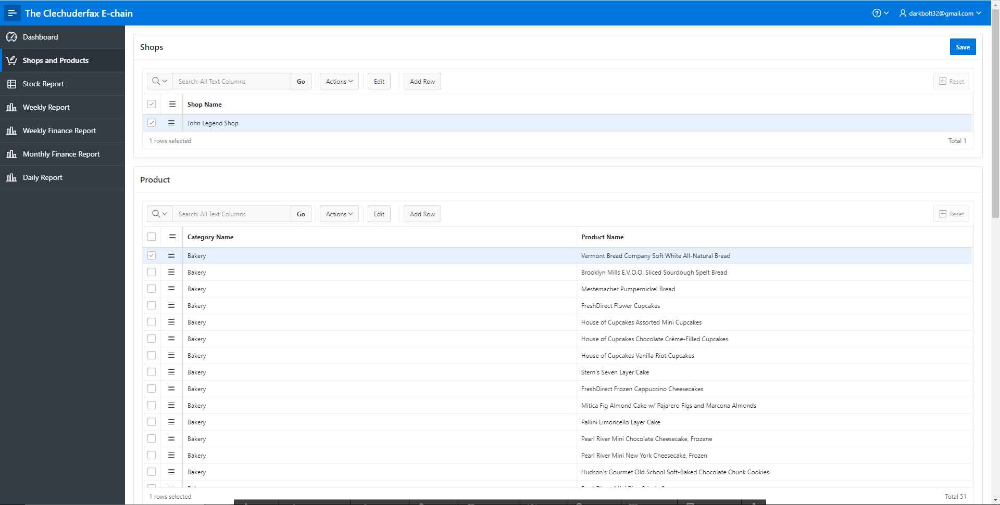 The Clechuderfax E-chain
darkbolt32@gmail.com
Dashboard
Shops and Products
Stock Report
Weekly Report
Weekly Finance Report
Monthly Finance Report
Daily Report
Shops
Save
Search: All Text Columns
Go
Actions
Edit
Add Row
Reset
Shop Name
John Legend Shop
1 rows selected
Total 1
Product
Search: All Text Columns
Go
Actions
Edit
Add Row
Reset
Category Name Product Name
Bakery Vermont Bread Company Soft White All-Natural Bread
Bakery Brooklyn Mills E.V.O.O. Sliced Sourdough Spelt Bread
Bakery Mestemacher Pumpernickel Bread
Bakery FreshDirect Flower Cupcakes
Bakery House of Cupcakes Assorted Mini Cupcakes
Bakery House of Cupcakes Chocolate Crème-Filled Cupcakes
Bakery House of Cupcakes Vanilla Riot Cupcakes
Bakery Stern's Seven Layer Cake
Bakery FreshDirect Frozen Cappuccino Cheesecakes
Bakery Mitica Fig Almond Cake w/ Pajarero Figs and Marcona Almonds
Bakery Pallini Limoncello Layer Cake
Bakery Pearl River Mini Chocolate Cheesecake, Frozene
Bakery Pearl River Mini New York Cheesecake, Frozen
Bakery Hudson's Gourmet Old School Soft-Baked Chocolate Chunk Cookies
1 rows selected
Total 51